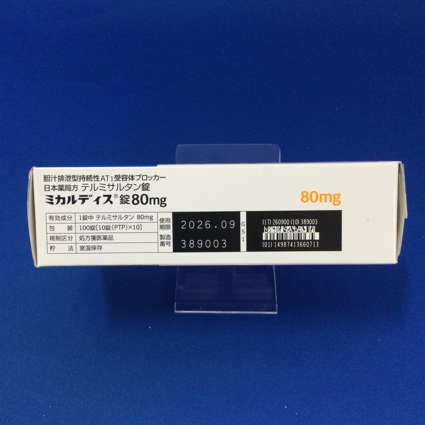 胆汁排泄型持続性AT1受容体ブロッカー
日本薬局方 テルミサルタン錠
ミカルディス®錠80mg
80mg
有効成分 1錠中 テルミサルタン 80mg
包装 100錠[10錠(PTP)×10]
規制区分 処方箋医薬品
貯法 室温保存
使用期限 2026.09
製造番号 389003
GS1
(17) 260900 (10) 389003
(01) 14987413660713